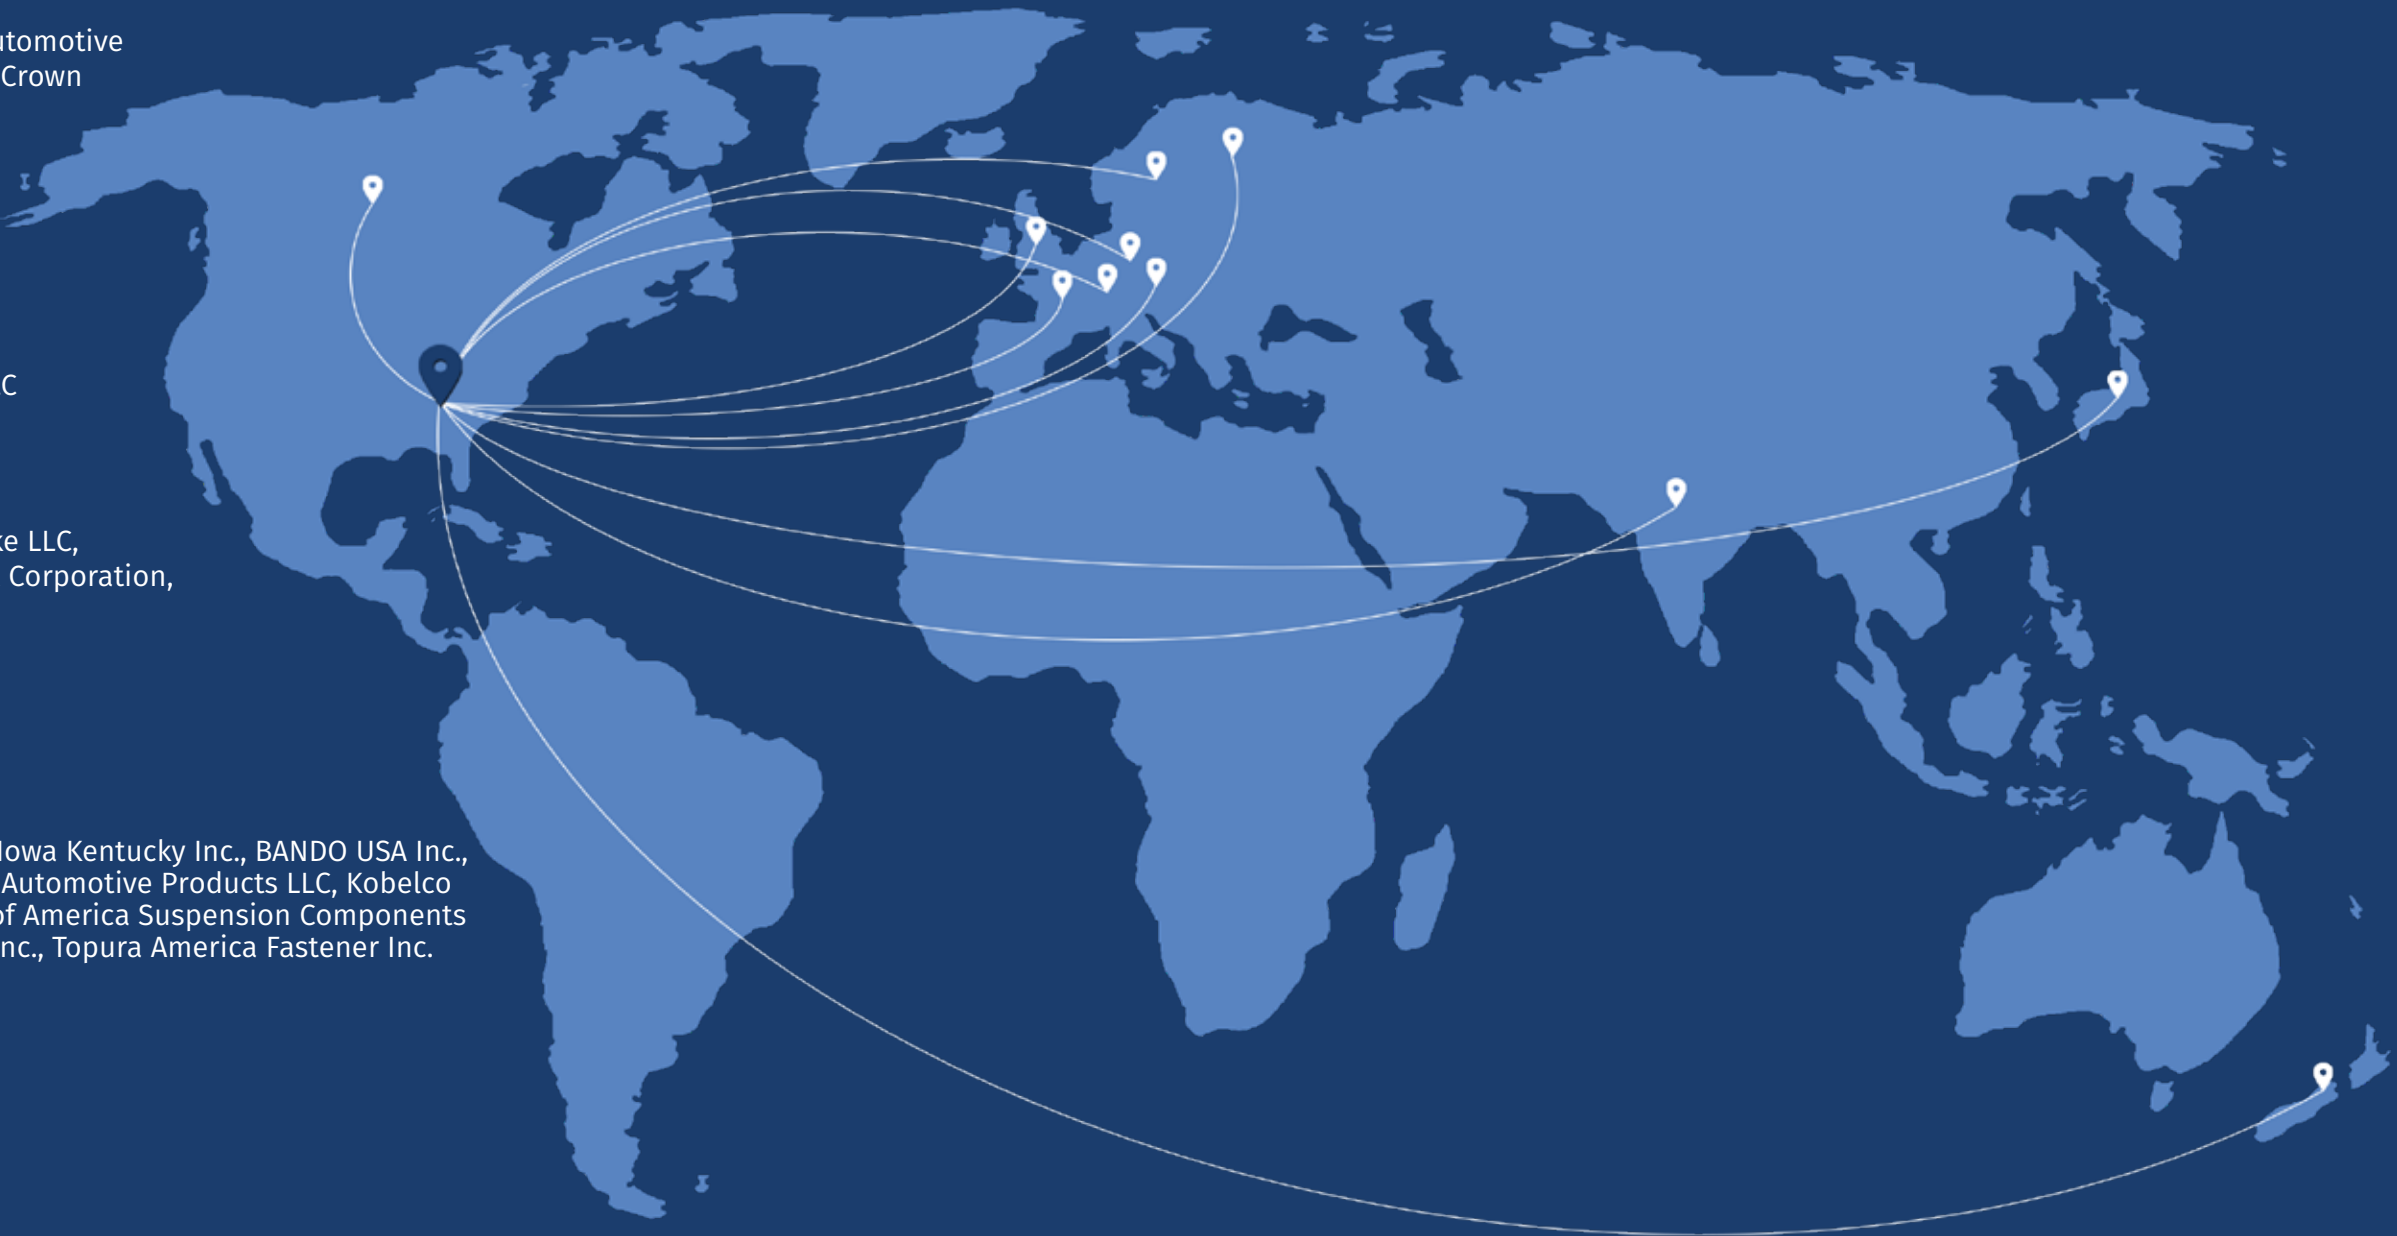 utomotive
Crown
C
ke LLC,
Corporation,
lowa Kentucky Inc., BANDO USA Inc.,
Automotive Products LLC, Kobelco
of America Suspension Components
nc., Topura America Fastener Inc.